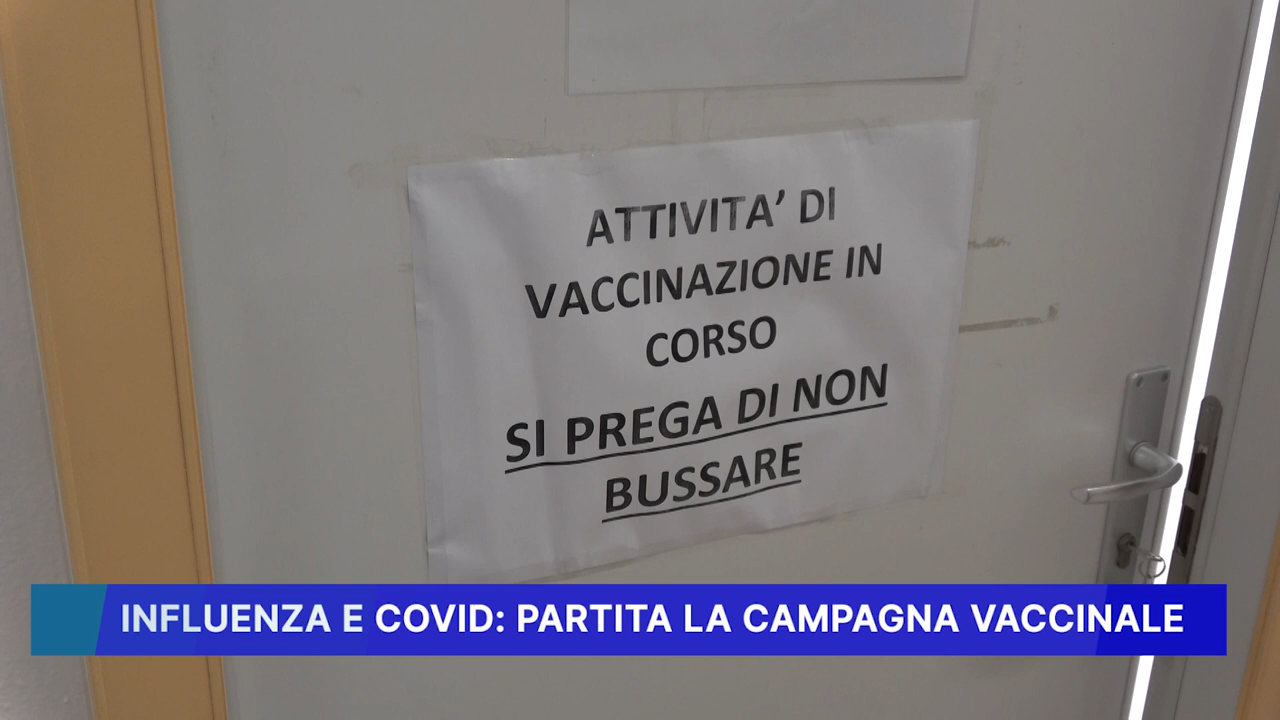 ATTIVITA’ DI
VACCINAZIONE IN
CORSO
SI PREGA DI NON
BUSSARE
INFLUENZA E COVID: PARTITA LA CAMPAGNA VACCINALE